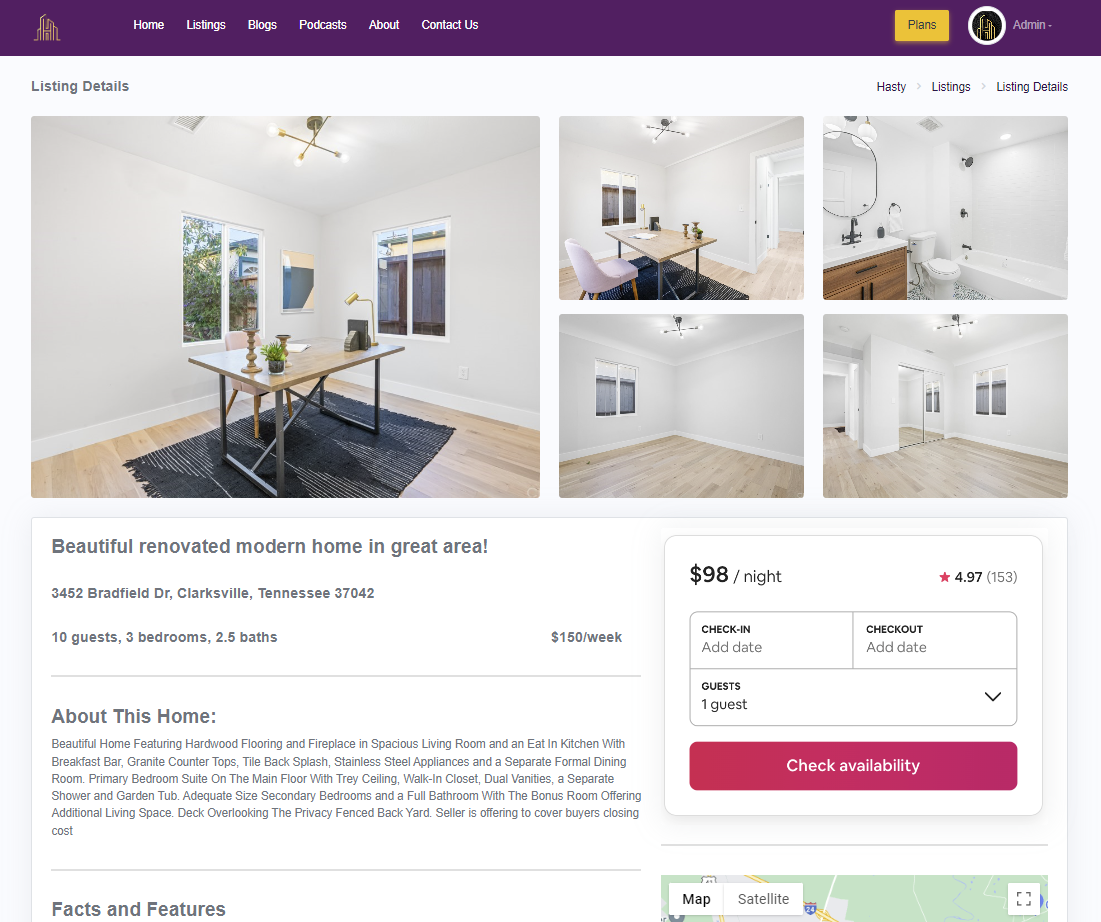 Home Listings Blogs Podcasts About Contact Us Plans Admin -
Listing Details Hasty Listings Listing Details
Beautiful renovated modern home in great area!
3452 Bradfield Dr, Clarksville, Tennessee 37042
10 guests, 3 bedrooms, 2.5 baths $150/week
About This Home:
Beautiful Home Featuring Hardwood Flooring and Fireplace in Spacious Living Room and an Eat In Kitchen With
Breakfast Bar, Granite Counter Tops, Tile Back Splash, Stainless Steel Appliances and a Separate Formal Dining
Room. Primary Bedroom Suite On The Main Floor With Trey Ceiling, Walk-In Closet, Dual Vanities, a Separate
Shower and Garden Tub. Adequate Size Secondary Bedrooms and a Full Bathroom With The Bonus Room Offering
Additional Living Space. Deck Overlooking The Privacy Fenced Back Yard. Seller is offering to cover buyers closing
cost
Facts and Features
$98 / night 4.97 (153)
CHECK-IN CHECKOUT
Add date Add date
GUESTS
1 guest
Check availability
Map Satellite
24